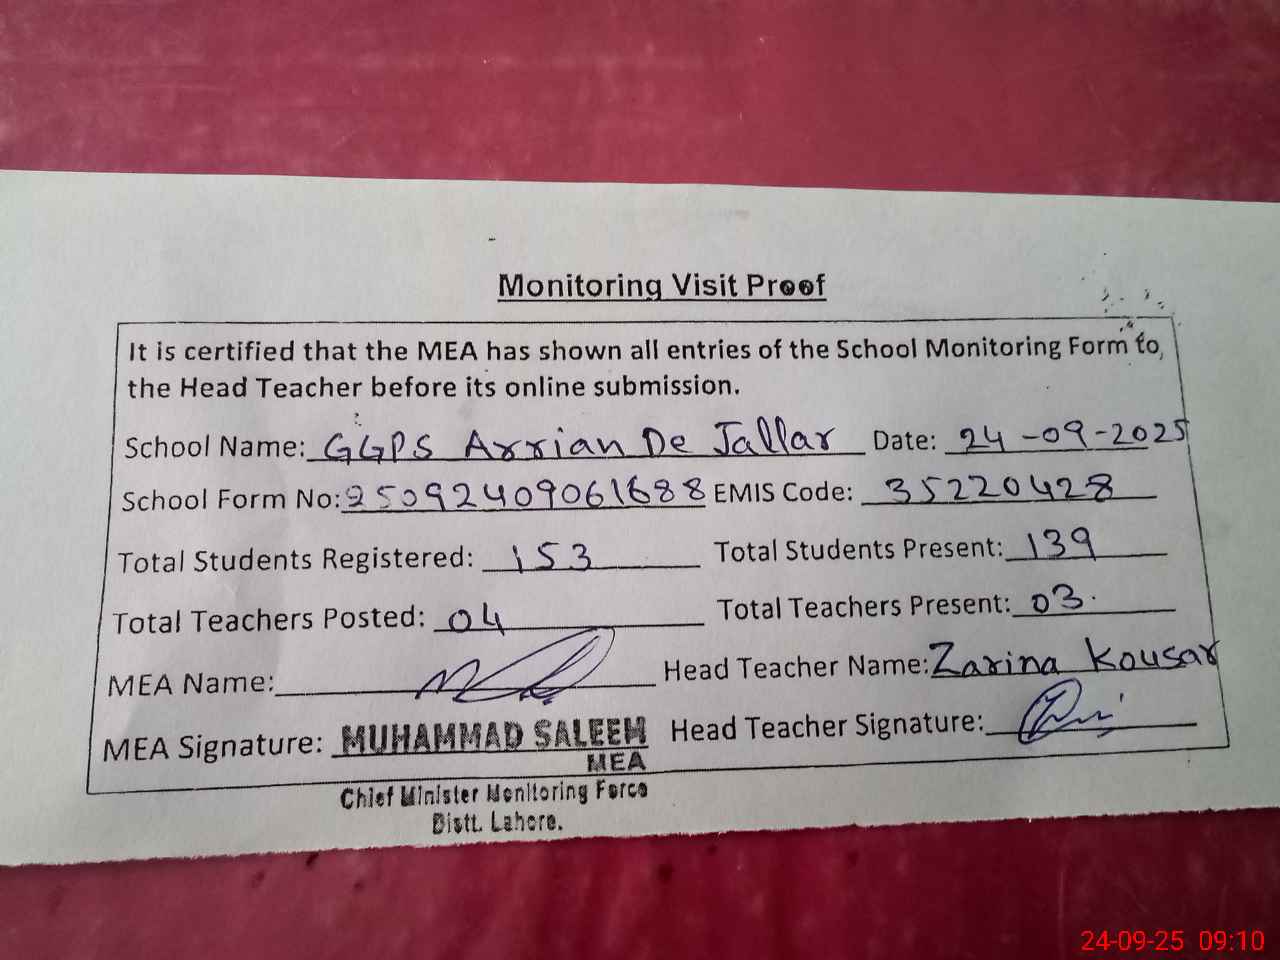 Monitoring Visit Proof
It is certified that the MEA has shown all entries of the School Monitoring Form to,
the Head Teacher before its online submission.
School Name: GGPS Arrian De Jallar Date: 24-09-2025
School Form No: 25092409061688 EMIS Code: 35220428
Total Students Registered: 153 Total Students Present: 139
Total Teachers Posted: 04 Total Teachers Present: 03.
MEA Name: Head Teacher Name: Zarina Kousar
MEA Signature: MUHAMMAD SALEEM Head Teacher Signature:
MEA
Chief Minister Monitoring Force
Distt. Lahore.
24-09-25 09:10